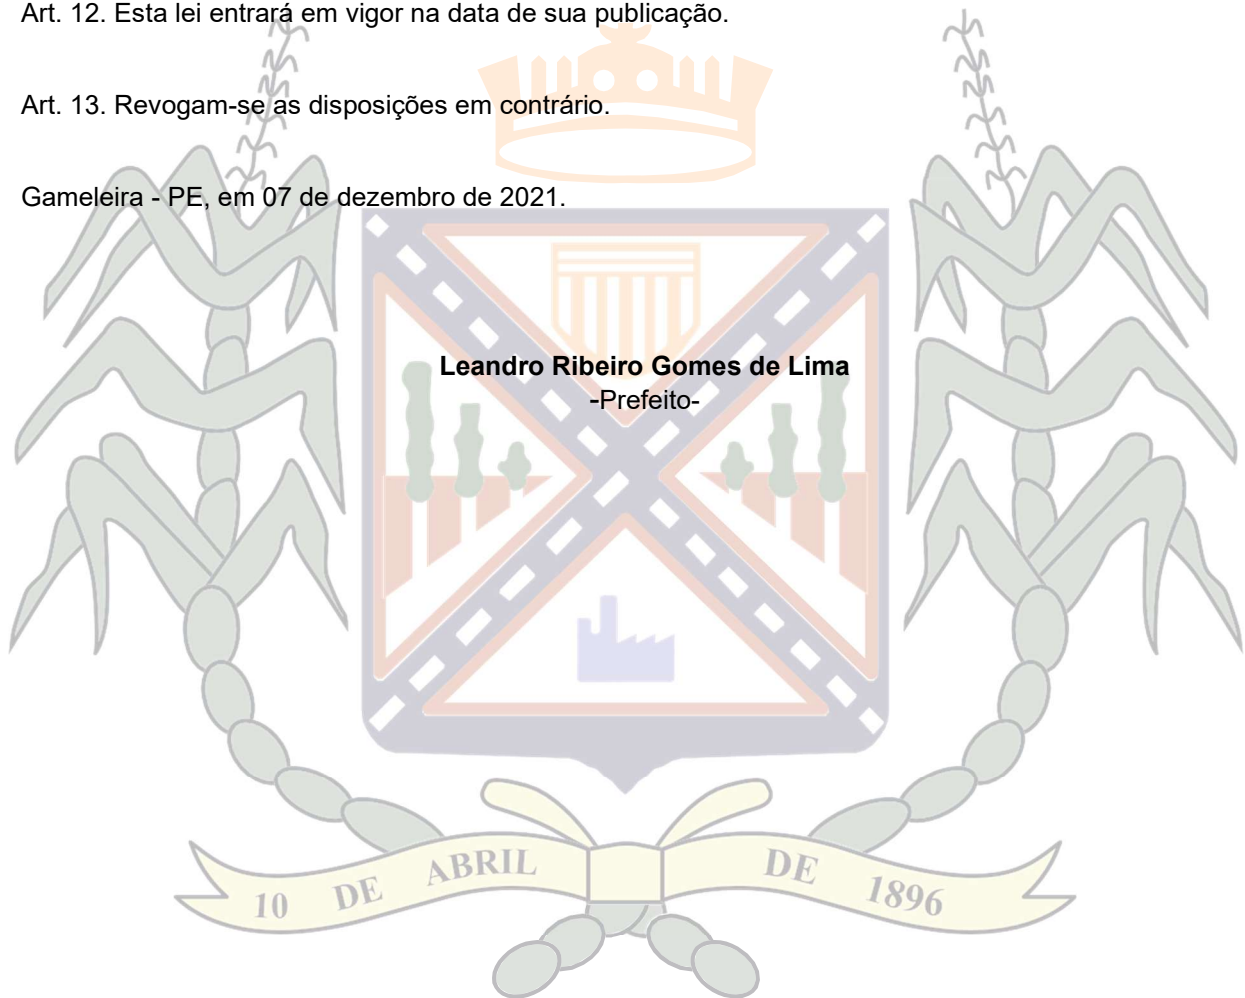 Art. 12. Esta lei entrará em vigor na data de sua publicação.
Art. 13. Revogam-se as disposições em contrário.
Gameleira - PE, em 07 de dezembro de 2021.
Leandro Ribeiro Gomes de Lima
-Prefeito-
10 DE ABRIL DE 1896